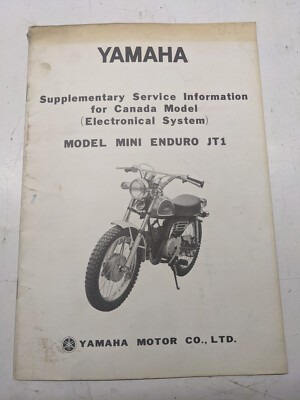 YAMAHA
Supplementary Service Information
for Canada Model
(Electronical System)
MODEL MINI ENDURO JT1
YAMAHA MOTOR CO., LTD.